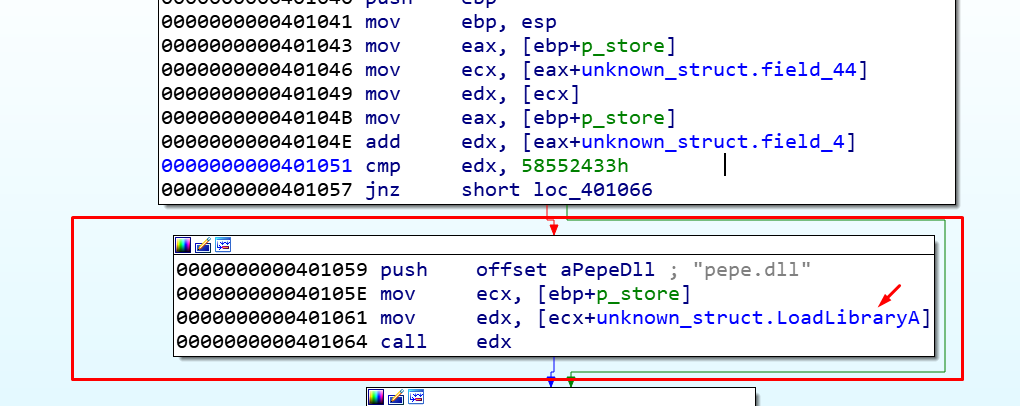 0000000000401040 push    ebp
0000000000401041 mov     ebp, esp
0000000000401043 mov     eax, [ebp+p_store]
0000000000401046 mov     ecx, [eax+unknown_struct.field_44]
0000000000401049 mov     edx, [ecx]
000000000040104B mov     eax, [ebp+p_store]
000000000040104E add     edx, [eax+unknown_struct.field_4]
0000000000401051 cmp     edx, 58552433h
0000000000401057 jnz     short loc_401066
0000000000401059 push    offset aPepeDll ; "pepe.dll"
000000000040105E mov     ecx, [ebp+p_store]
0000000000401061 mov     edx, [ecx+unknown_struct.LoadLibraryA]
0000000000401064 call    edx